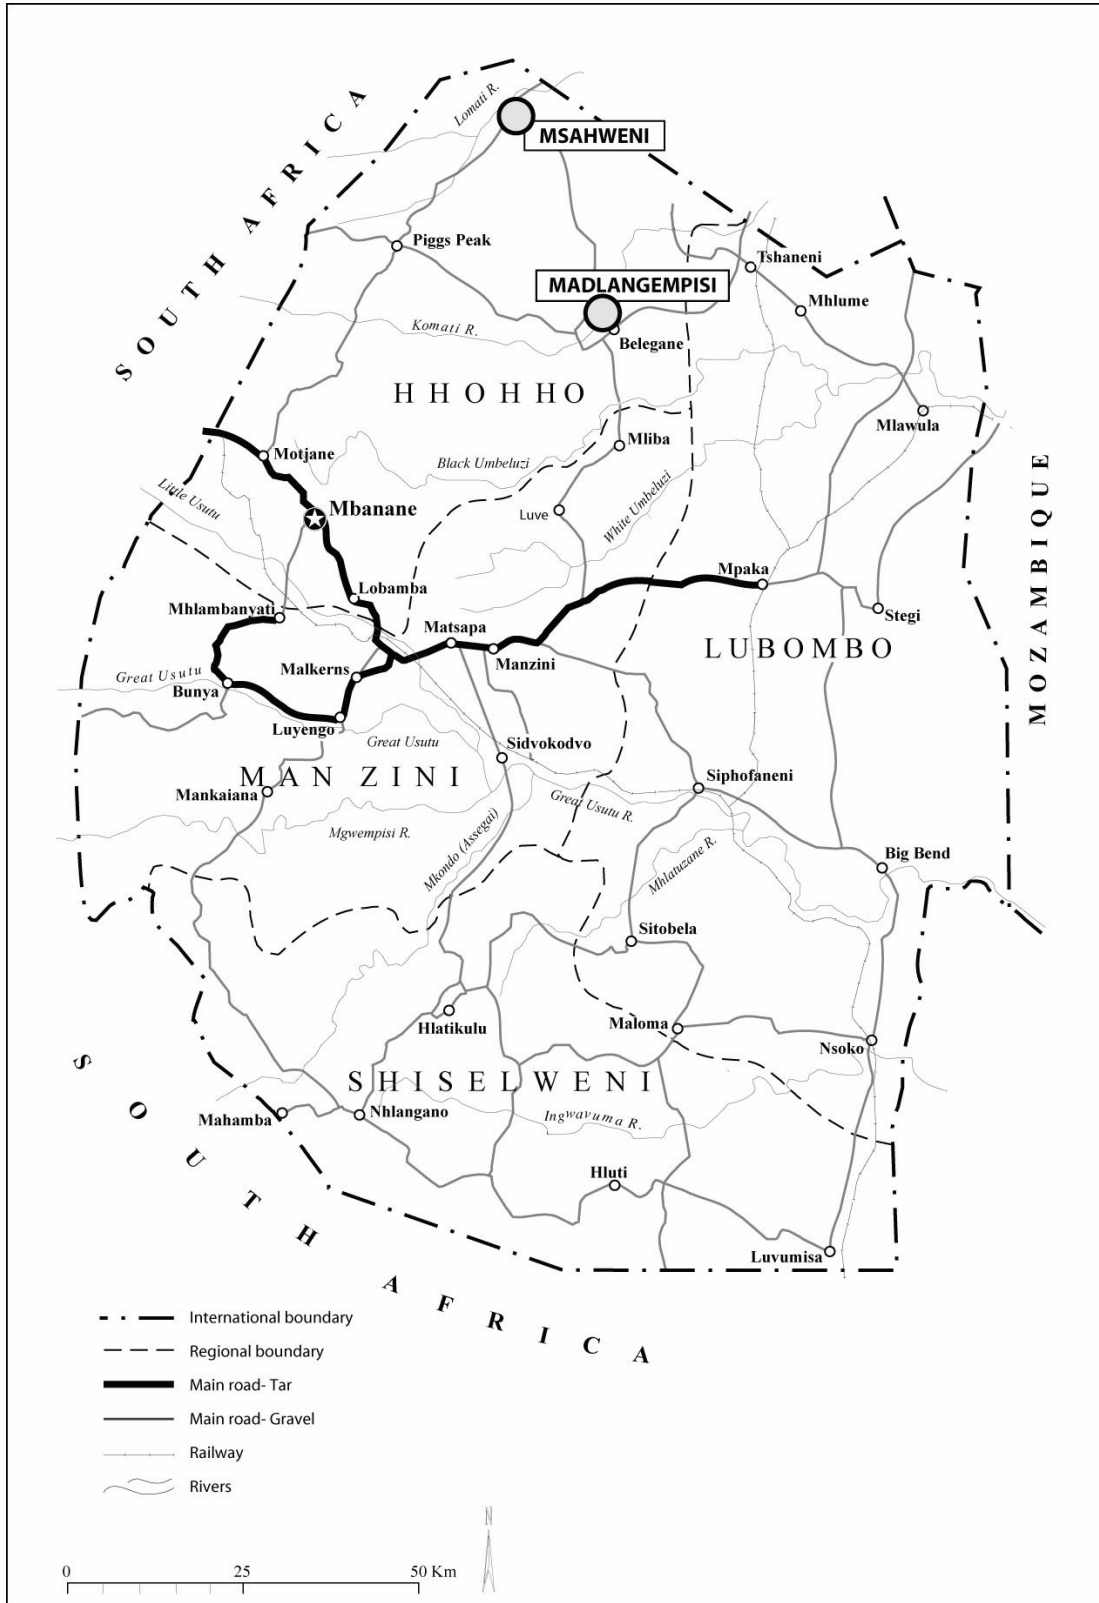 Lomati R.
MSAHWENI
SOUTH AFRICA
Piggs Peak
Tshaneni
MADLANGEMPISI
Mhlume
Komati R.
Belegane
HHOHHO
Mlawula
Mliba
Motjane
Black Umbeluzi
Little Usutu
White Umbeluzi
MOZAMBIQUE
Mbanane
Luve
Mpaka
Lobamba
Mhlambanyati
Stegi
Matsapa
LUBOMBO
Manzini
Great Usutu
Malkerns
Bunya
Luyengo
Great Usutu
Sidvokodvo
MAN ZINI
Siphofaneni
Mankaiana
Great Usutu R.
Mgwempisi R.
Mkondo (Assegai)
Mhlatuzane R.
Big Bend
Sitobela
Hlatikulu
Maloma
Nsoko
SHISELWENI
Mahamba
Nhlangano
Ingwavuma R.
Hluti
Luvumisa
SOUTH AFRICA
International boundary
Regional boundary
Main road- Tar
Main road- Gravel
Railway
Rivers
N
0 25 50 Km